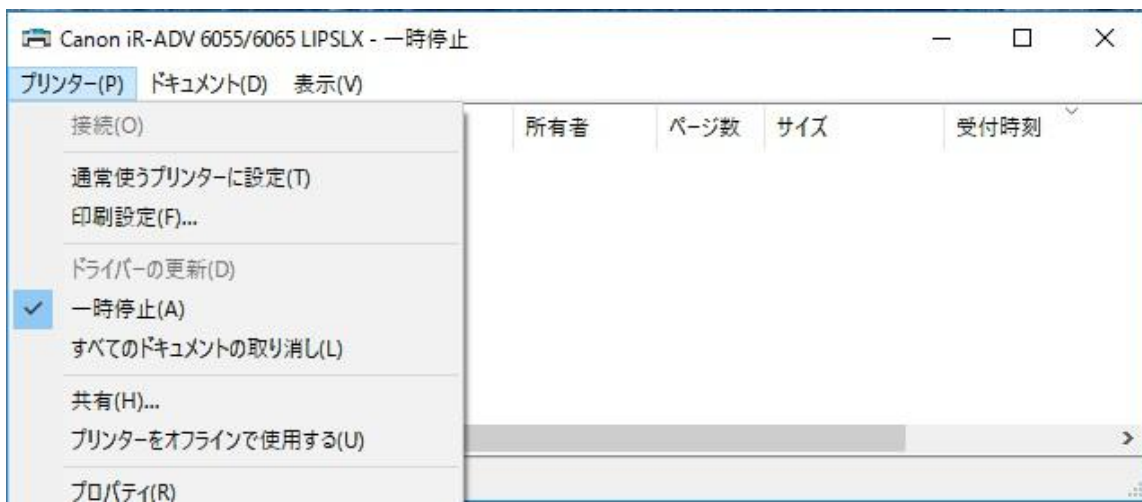 Canon iR-ADV 6055/6065 LIPSLX - 一時停止
プリンター(P) ドキュメント(D) 表示(V)
所有者 ページ数 サイズ 受付時刻
接続(O)
通常使うプリンターに設定(T)
印刷設定(F)...
ドライバーの更新(D)
一時停止(A)
すべてのドキュメントの取り消し(L)
共有(H)...
プリンターをオフラインで使用する(U)
プロパティ(R)